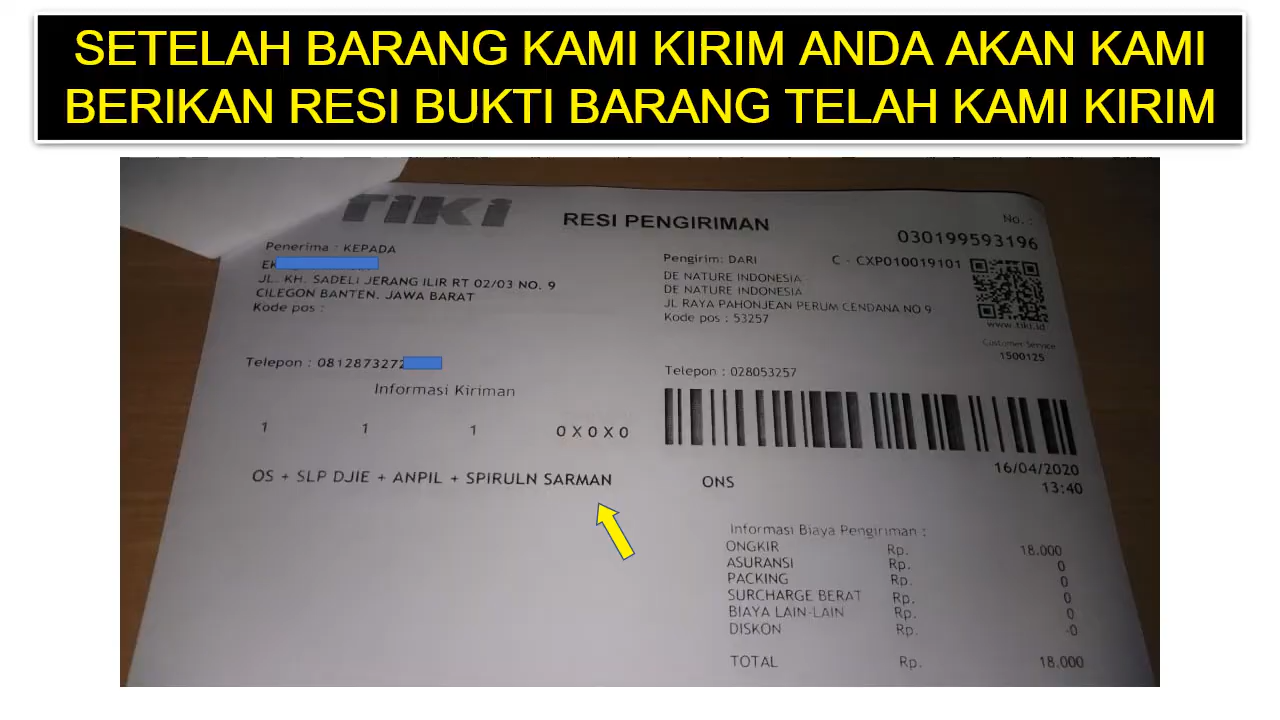 SETELAH BARANG KAMI KIRIM ANDA AKAN KAMI
BERIKAN RESI BUKTI BARANG TELAH KAMI KIRIM
TIKI
RESI PENGIRIMAN
No. :
030199593196
Penerima : KEPADA
EK
JL. KH. SADELI JERANG ILIR RT 02/03 NO. 9
CILEGON BANTEN. JAWA BARAT
Kode pos :
Pengirim: DARI
C - CXP010019101
DE NATURE INDONESIA
DE NATURE INDONESIA
JL RAYA PAHONJEAN PERUM CENDANA NO 9
Kode pos : 53257
www.tiki.id
Customer Service
1500125
Telepon : 0812873272
Telepon : 028053257
Informasi Kiriman
1 1 1 0 X 0 X 0
OS + SLP DJIE + ANPIL + SPIRULN SARMAN
16/04/2020
ONS
13:40
Informasi Biaya Pengiriman :
ONGKIR Rp. 18.000
ASURANSI Rp. 0
PACKING Rp. 0
SURCHARGE BERAT Rp. 0
BIAYA LAIN-LAIN Rp. 0
DISKON Rp. -0
TOTAL Rp. 18.000